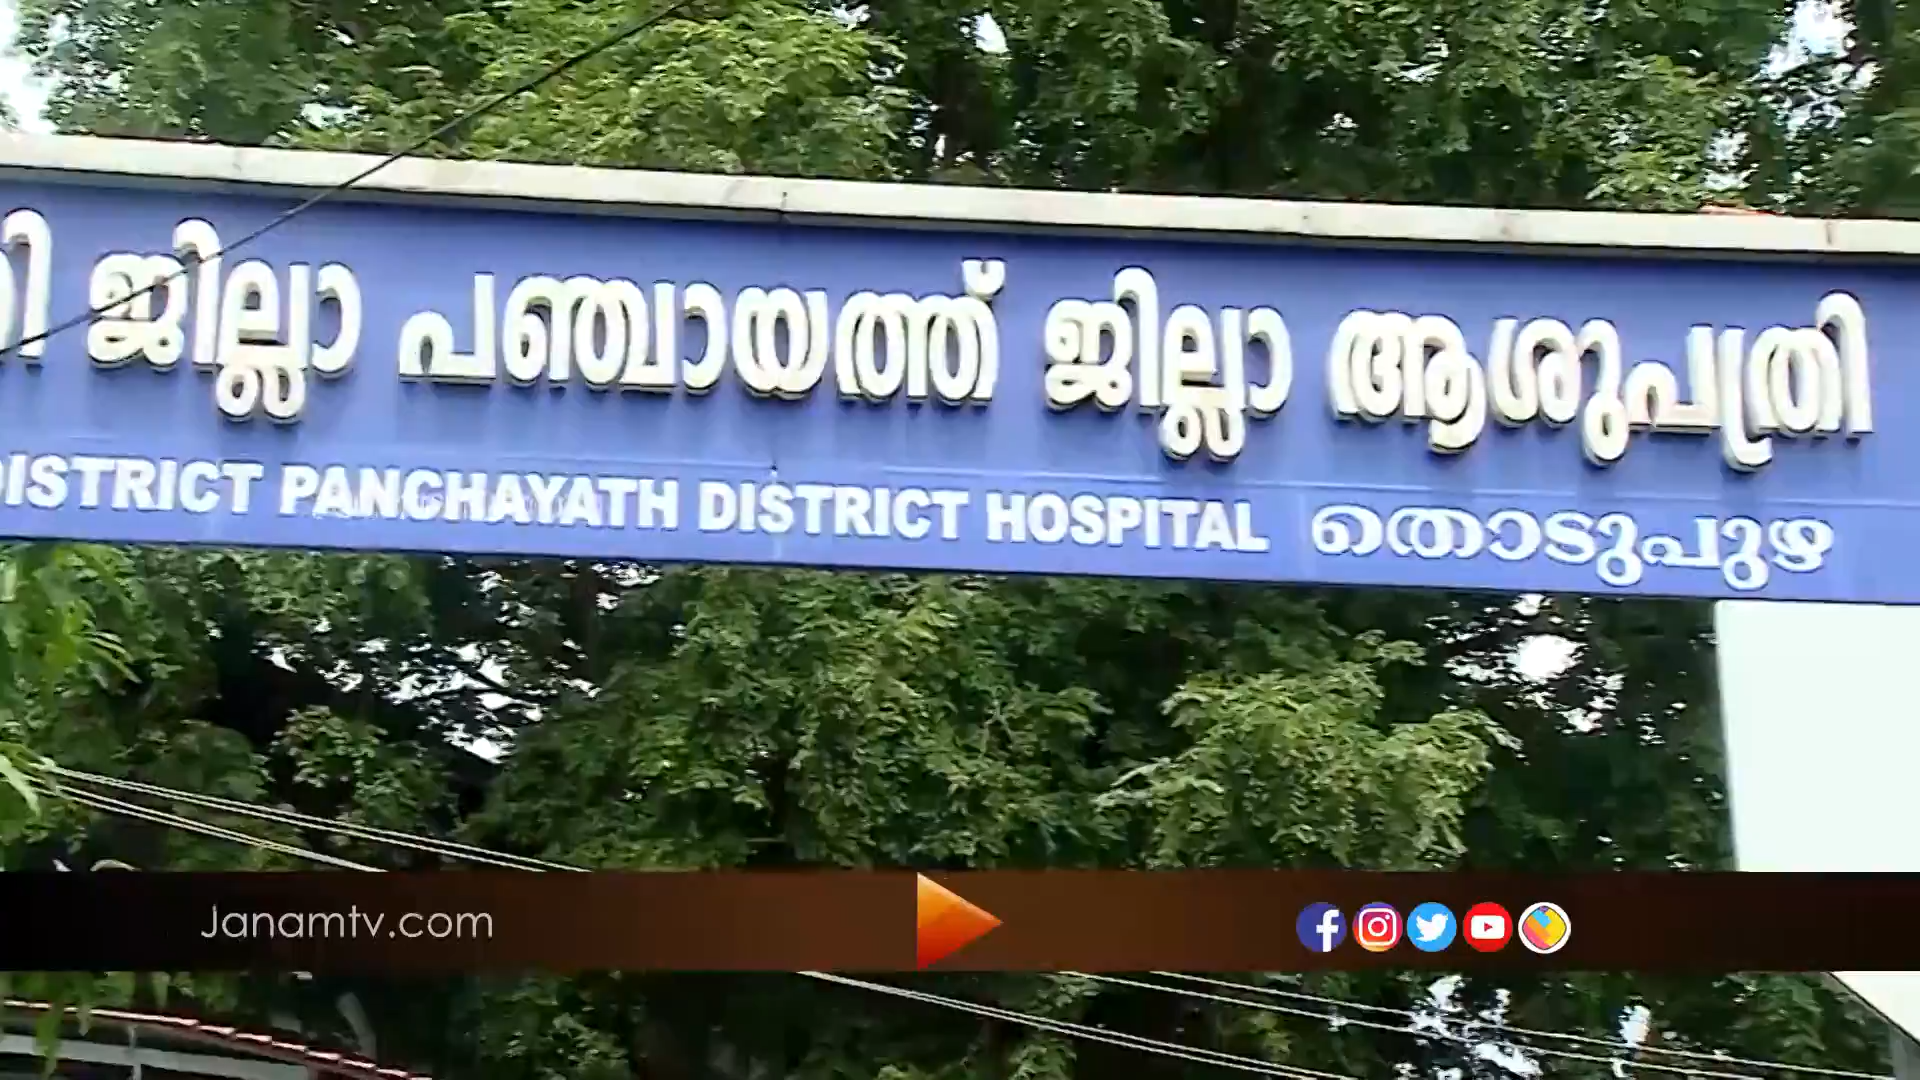 ജില്ലാ പഞ്ചായത്ത് ജില്ലാ ആശുപത്രി
DISTRICT PANCHAYATH DISTRICT HOSPITAL തൊടുപുഴ
Janamtv.com